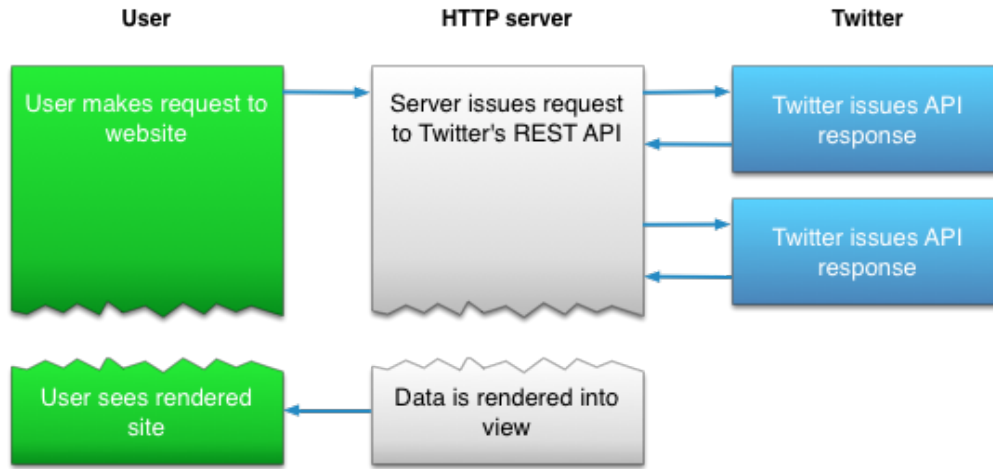 User
HTTP server
Twitter
User makes request to
website
Server issues request
to Twitter's REST API
Twitter issues API
response
Twitter issues API
response
User sees rendered
site
Data is rendered into
view